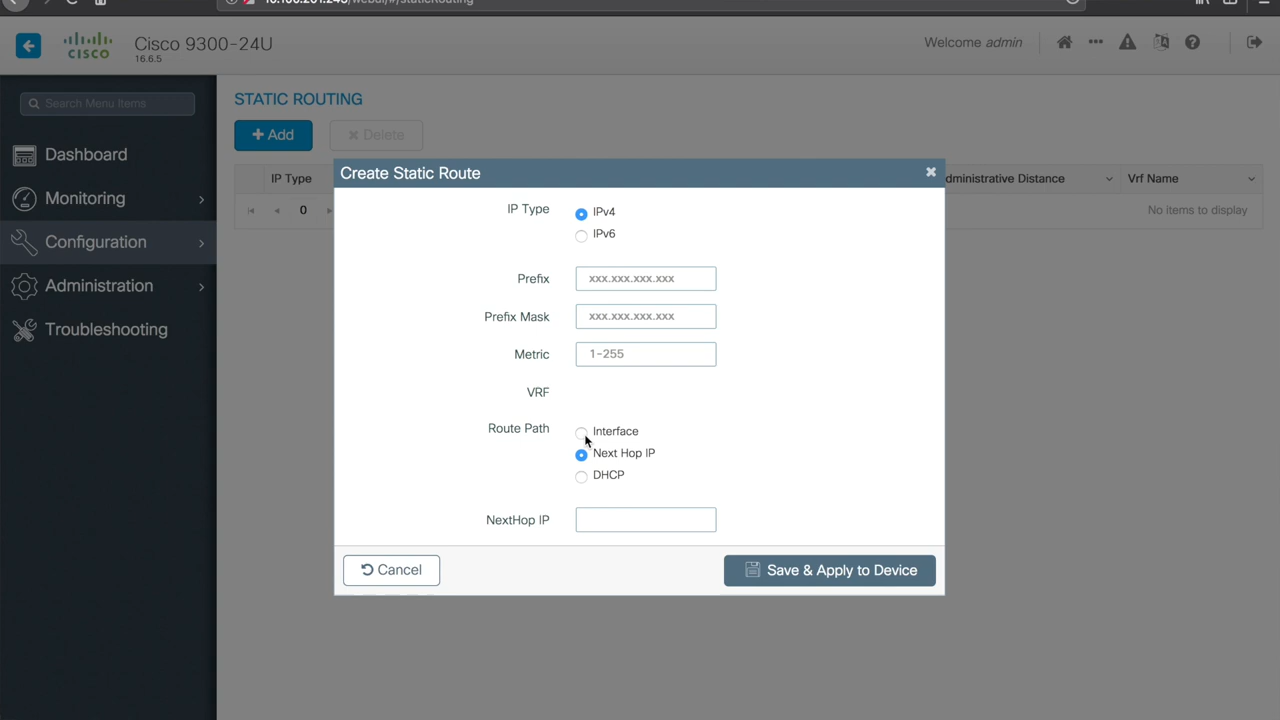 Cisco 9300-24U
16.6.5
CISCO
Welcome admin
Search Menu Items
Dashboard
Monitoring
Configuration
Administration
Troubleshooting
STATIC ROUTING
+ Add
✖ Delete
IP Type
Administrative Distance
Vrf Name
0
No items to display
Create Static Route
IP Type
IPv4
IPv6
Prefix
xxx.xxx.xxx.xxx
Prefix Mask
xxx.xxx.xxx.xxx
Metric
1-255
VRF
Route Path
Interface
Next Hop IP
DHCP
NextHop IP
Cancel
Save & Apply to Device